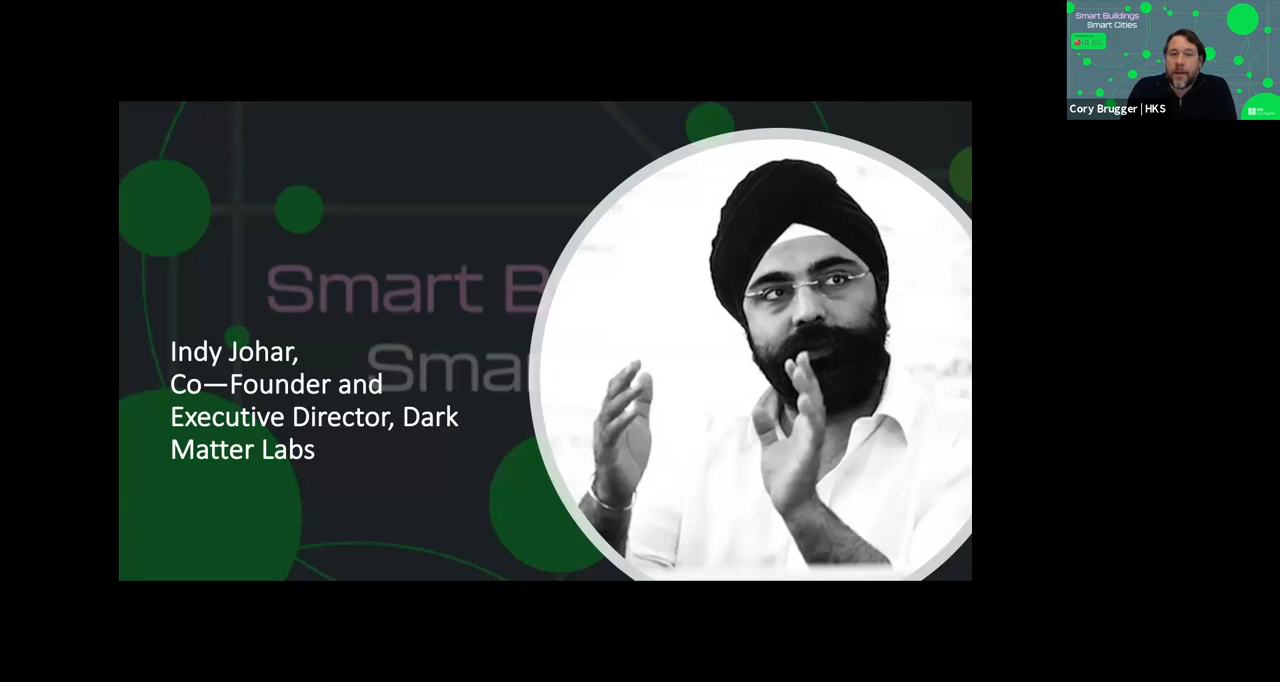 Smart B
Smar
Indy Johar,
Co—Founder and
Executive Director, Dark
Matter Labs
Smart Buildings
Smart Cities
LG
Cory Brugger | HKS